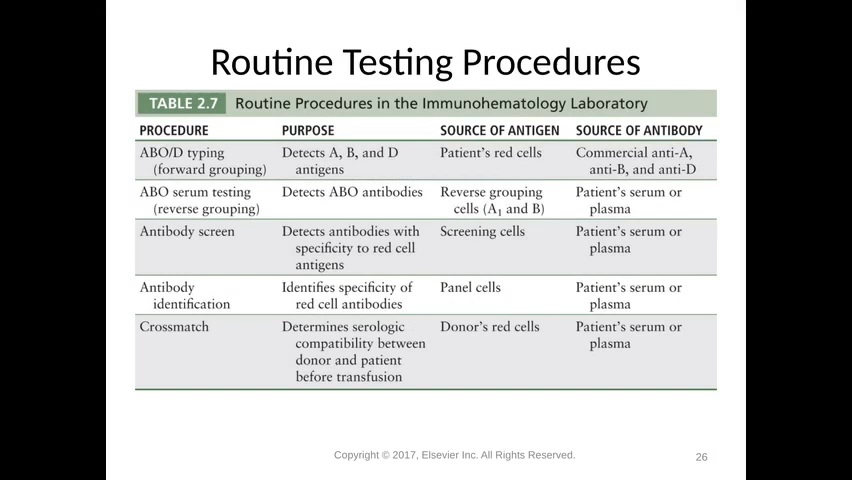 Routine Testing Procedures
TABLE 2.7 Routine Procedures in the Immunohematology Laboratory
PROCEDURE PURPOSE SOURCE OF ANTIGEN SOURCE OF ANTIBODY
ABO/D typing Detects A, B, and D Patient's red cells Commercial anti-A,
(forward grouping) antigens anti-B, and anti-D
ABO serum testing Detects ABO antibodies Reverse grouping Patient's serum or
(reverse grouping) cells (A₁ and B) plasma
Antibody screen Detects antibodies with Screening cells Patient's serum or
specificity to red cell plasma
antigens
Antibody Identifies specificity of Panel cells Patient's serum or
identification red cell antibodies plasma
Crossmatch Determines serologic Donor's red cells Patient's serum or
compatibility between plasma
donor and patient
before transfusion
Copyright © 2017, Elsevier Inc. All Rights Reserved. 26